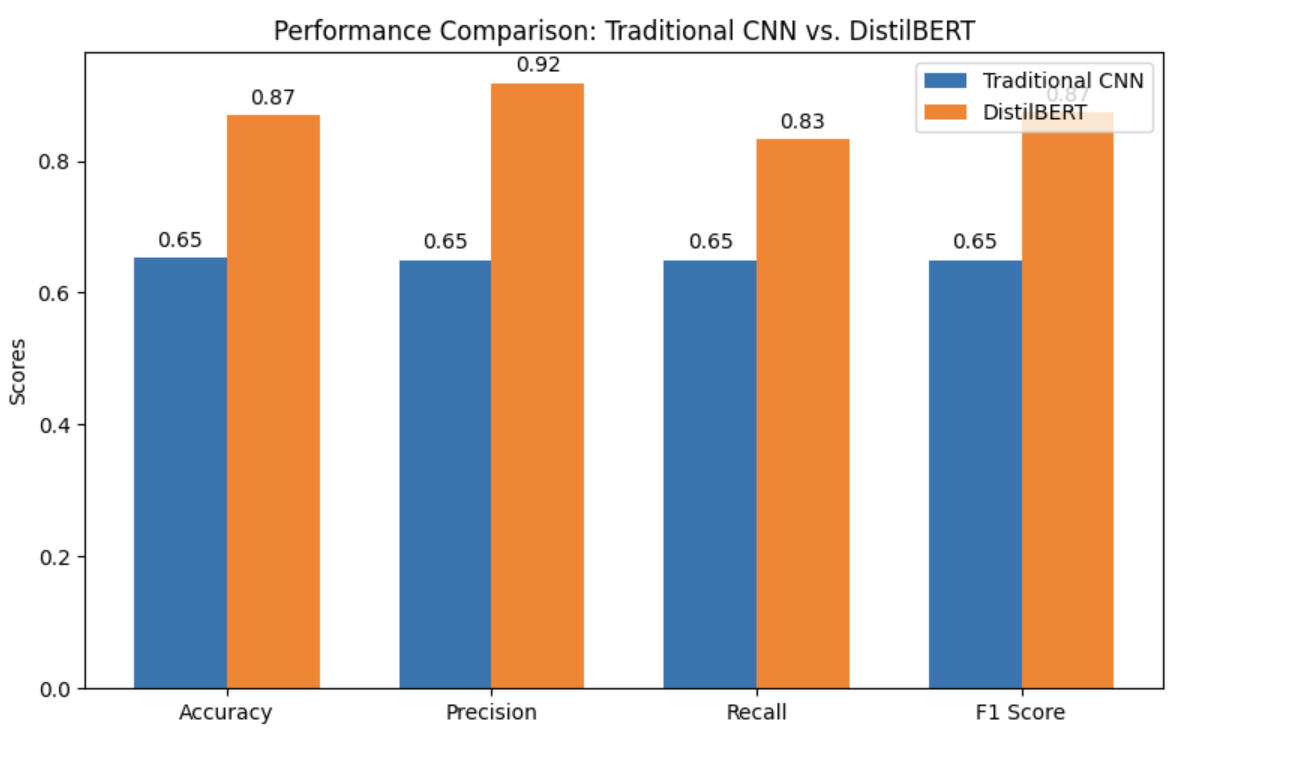 Performance Comparison: Traditional CNN vs. DistilBERT
0.92
Traditional CNN
0.87
0.87
DistilBERT
0.83
0.8
0.65
0.65
0.65
0.65
0.6
Scores
0.4
0.2
0.0
Accuracy
Precision
Recall
F1 Score